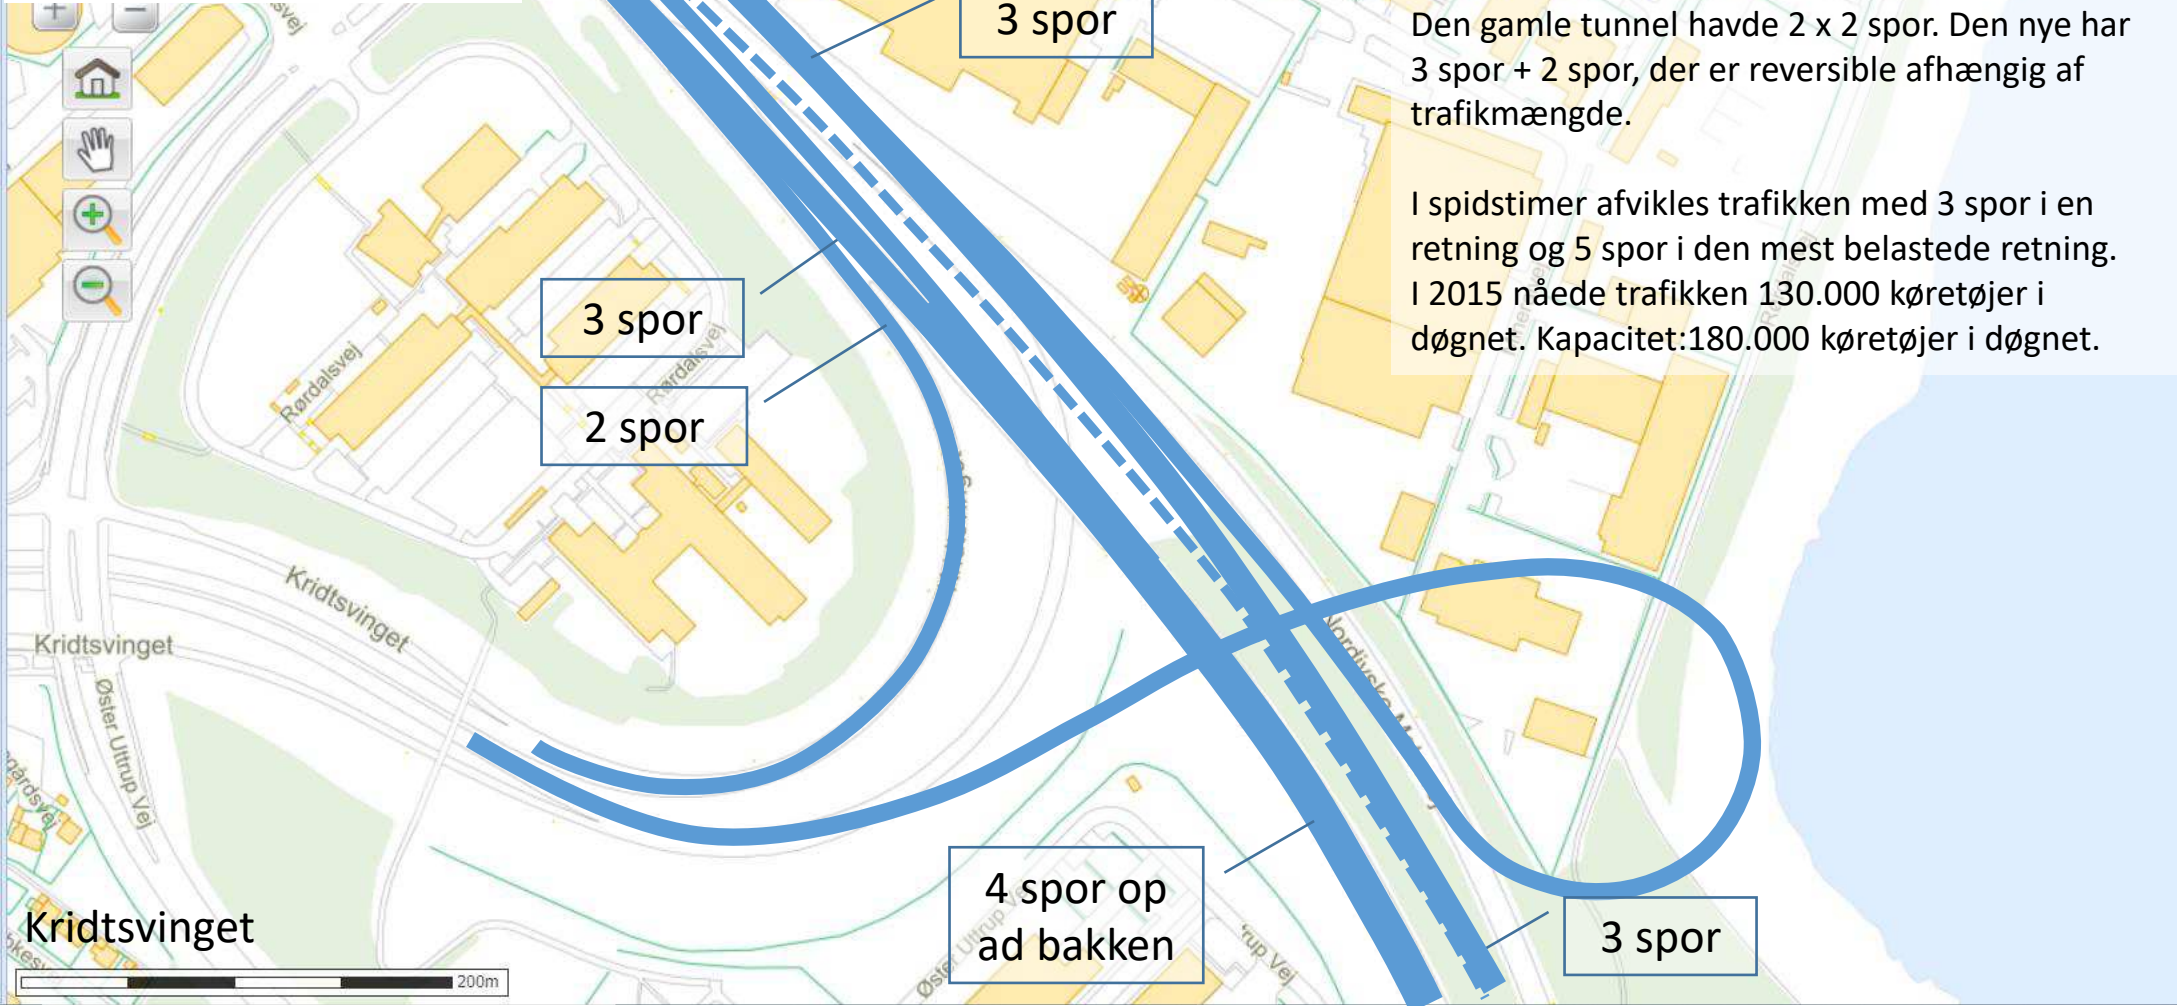 3 spor
Den gamle tunnel havde 2 x 2 spor. Den nye har
3 spor + 2 spor, der er reversible afhængig af
trafikmængde.
I spidstimer afvikles trafikken med 3 spor i en
retning og 5 spor i den mest belastede retning.
I 2015 nåede trafikken 130.000 køretøjer i
døgnet. Kapacitet:180.000 køretøjer i døgnet.
3 spor
Rørdalsvej
Rørdalsvej
2 spor
Kridtsvinget
Kridtsvinget
Øster Uttrup Vej
4 spor op
ad bakken
3 spor
Kridtsvinget
200m